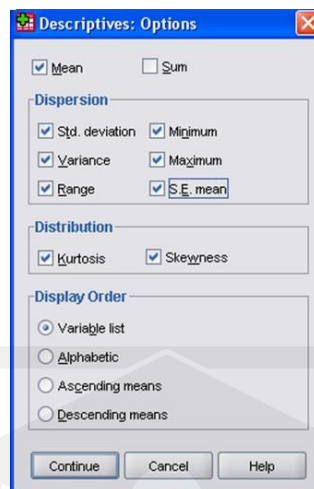 Descriptives: Options
Mean Sum
Dispersion
Std. deviation Minimum
Variance Maximum
Range S.E. mean
Distribution
Kurtosis Skewness
Display Order
Variable list
Alphabetic
Ascending means
Descending means
Continue Cancel Help